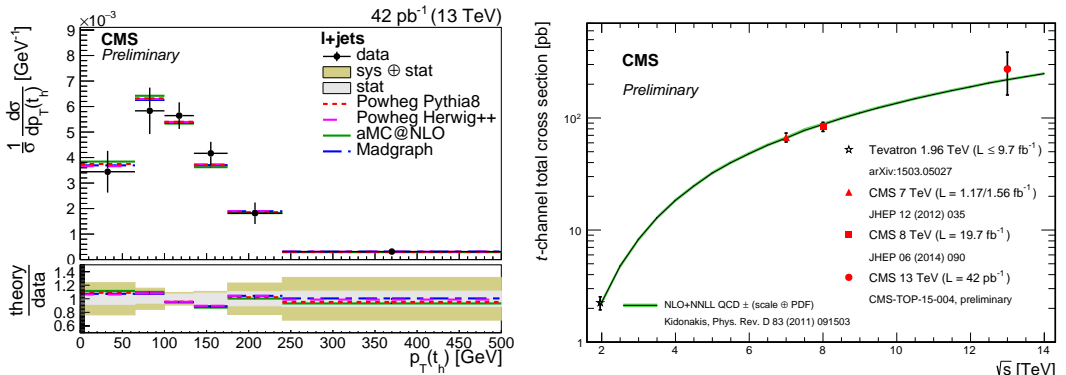 ×10⁻³
42 pb⁻¹ (13 TeV)
CMS
Preliminary
l+jets
data
sys ⊕ stat
stat
Powheg Pythia8
Powheg Herwig++
aMC@NLO
Madgraph
1/σ dσ/dp_T(t_h) [GeV⁻¹]
9
8
7
6
5
4
3
2
1
0
theory/data
1.4
1.2
1.0
0.8
0.6
0 50 100 150 200 250 300 350 400 450 500
p_T(t_h) [GeV]
t-channel total cross section [pb]
10²
10
1
CMS
Preliminary
Tevatron 1.96 TeV (L ≤ 9.7 fb⁻¹)
arXiv:1503.05027
CMS 7 TeV (L = 1.17/1.56 fb⁻¹)
JHEP 12 (2012) 035
CMS 8 TeV (L = 19.7 fb⁻¹)
JHEP 06 (2014) 090
CMS 13 TeV (L = 42 pb⁻¹)
CMS-TOP-15-004, preliminary
NLO+NNLL QCD ± (scale ⊕ PDF)
Kidonakis, Phys. Rev. D 83 (2011) 091503
2 4 6 8 10 12 14
√s [TeV]